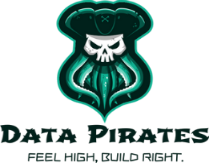 DATA PIRATES
FEEL HIGH, BUILD RIGHT.